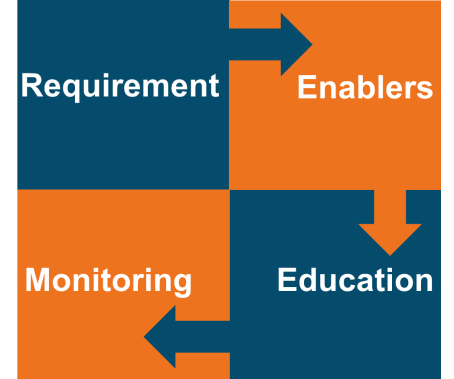 Requirement
Enablers
Monitoring
Education